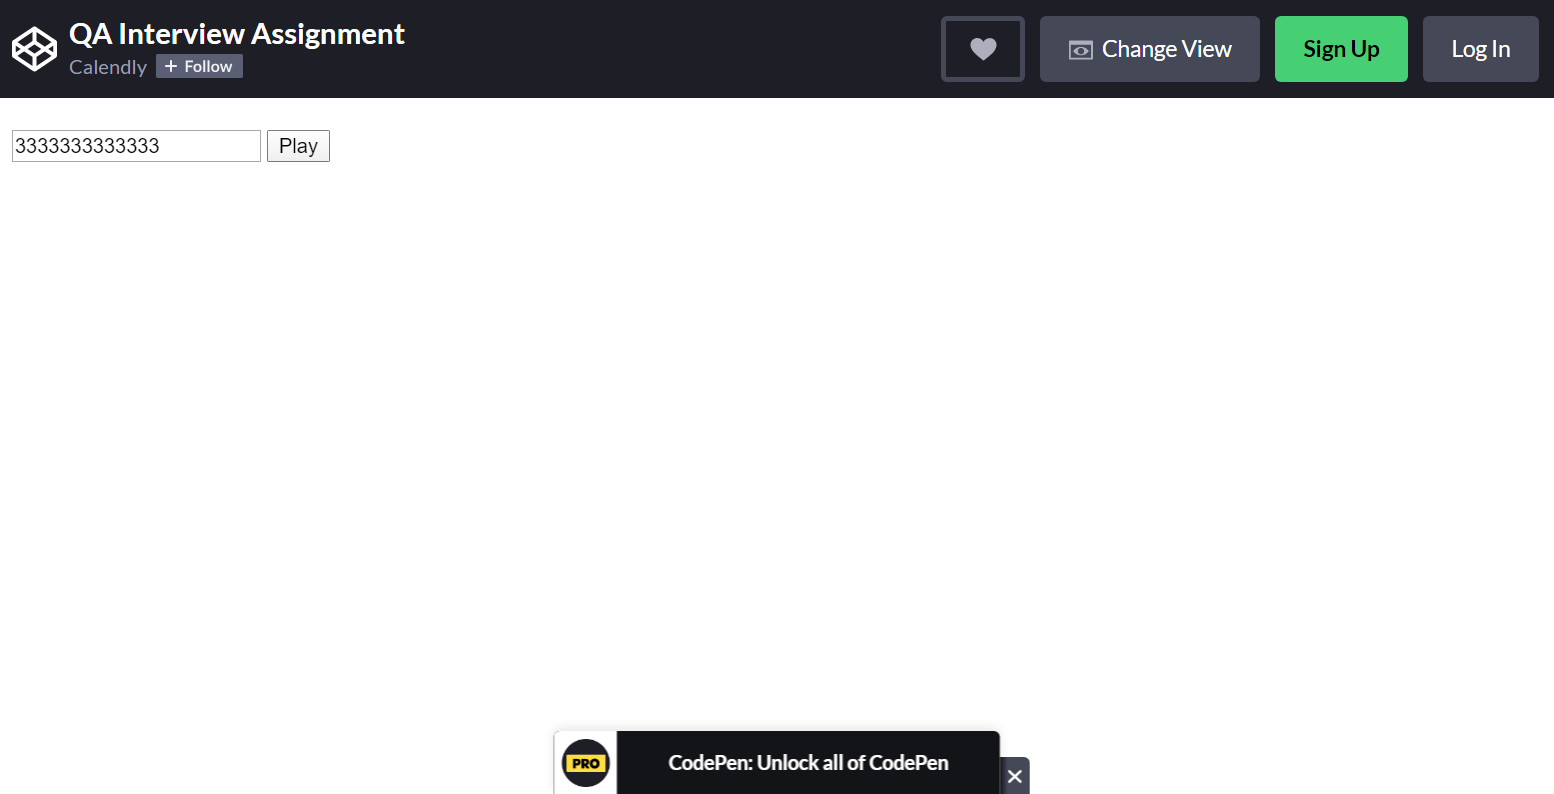 QA Interview Assignment
Calendly + Follow
Change View
Sign Up
Log In
3333333333333 Play
PRO CodePen: Unlock all of CodePen